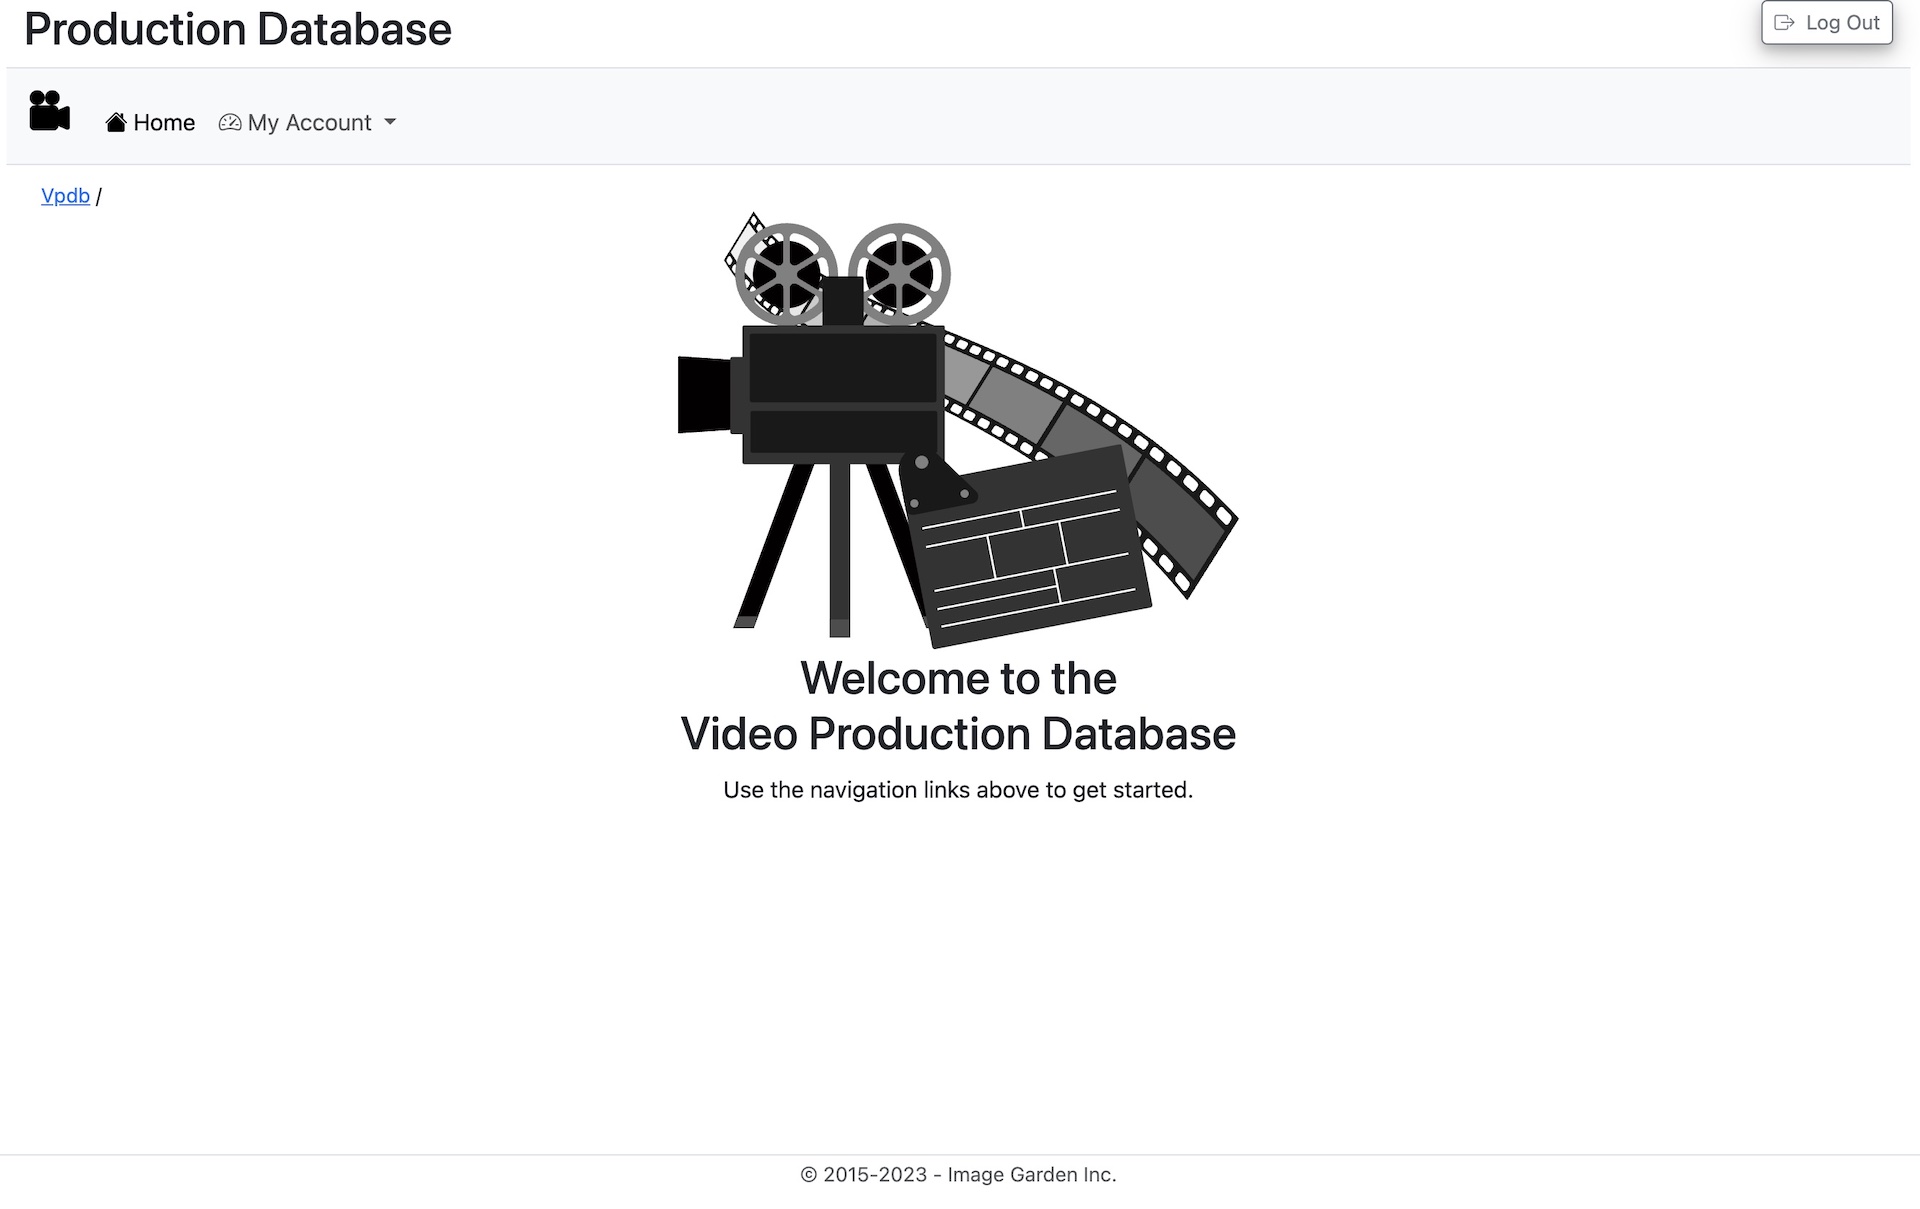 Production Database
Log Out
Home My Account
Vpdb /
Welcome to the
Video Production Database
Use the navigation links above to get started.
© 2015-2023 - Image Garden Inc.